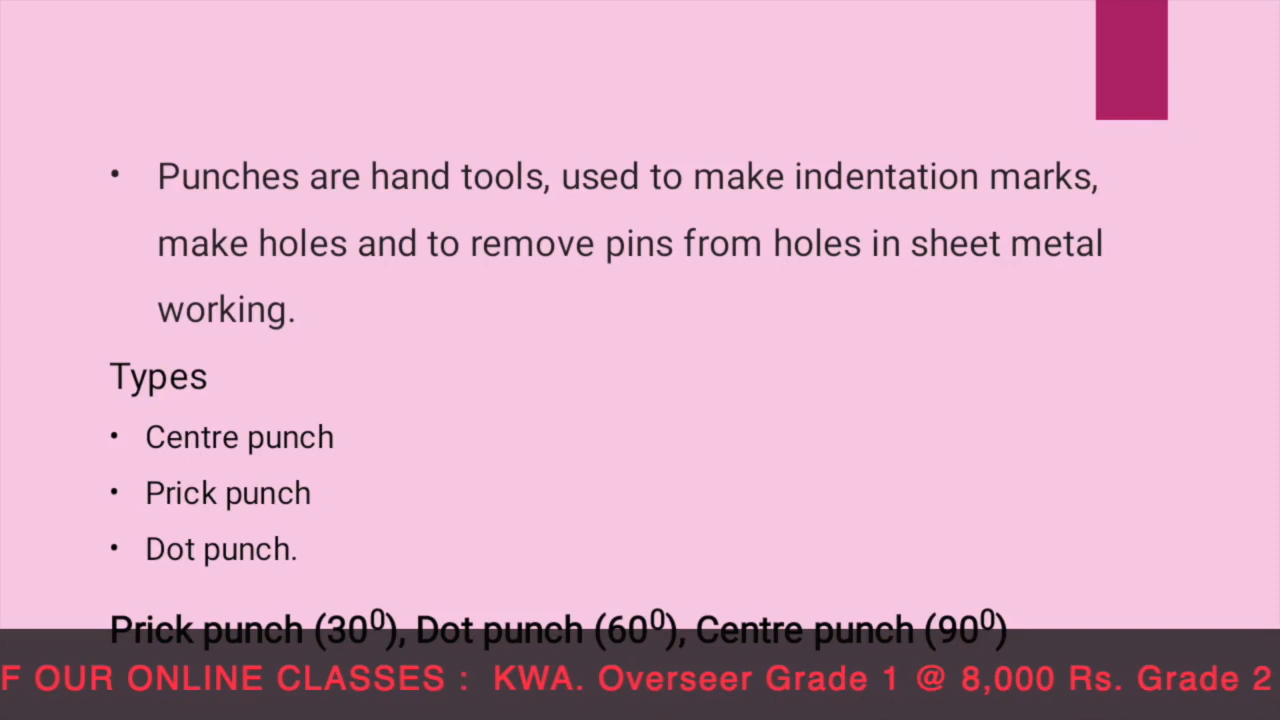 • Punches are hand tools, used to make indentation marks,
make holes and to remove pins from holes in sheet metal
working.
Types
• Centre punch
• Prick punch
• Dot punch.
Prick punch (30⁰), Dot punch (60⁰), Centre punch (90⁰)
F OUR ONLINE CLASSES : KWA. Overseer Grade 1 @ 8,000 Rs. Grade 2